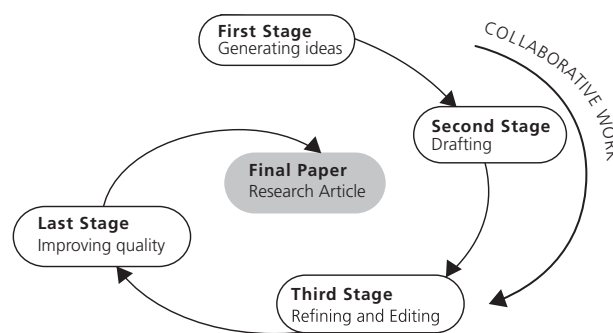 First Stage
Generating ideas
COLLABORATIVE WORK
Second Stage
Drafting
Final Paper
Research Article
Last Stage
Improving quality
Third Stage
Refining and Editing